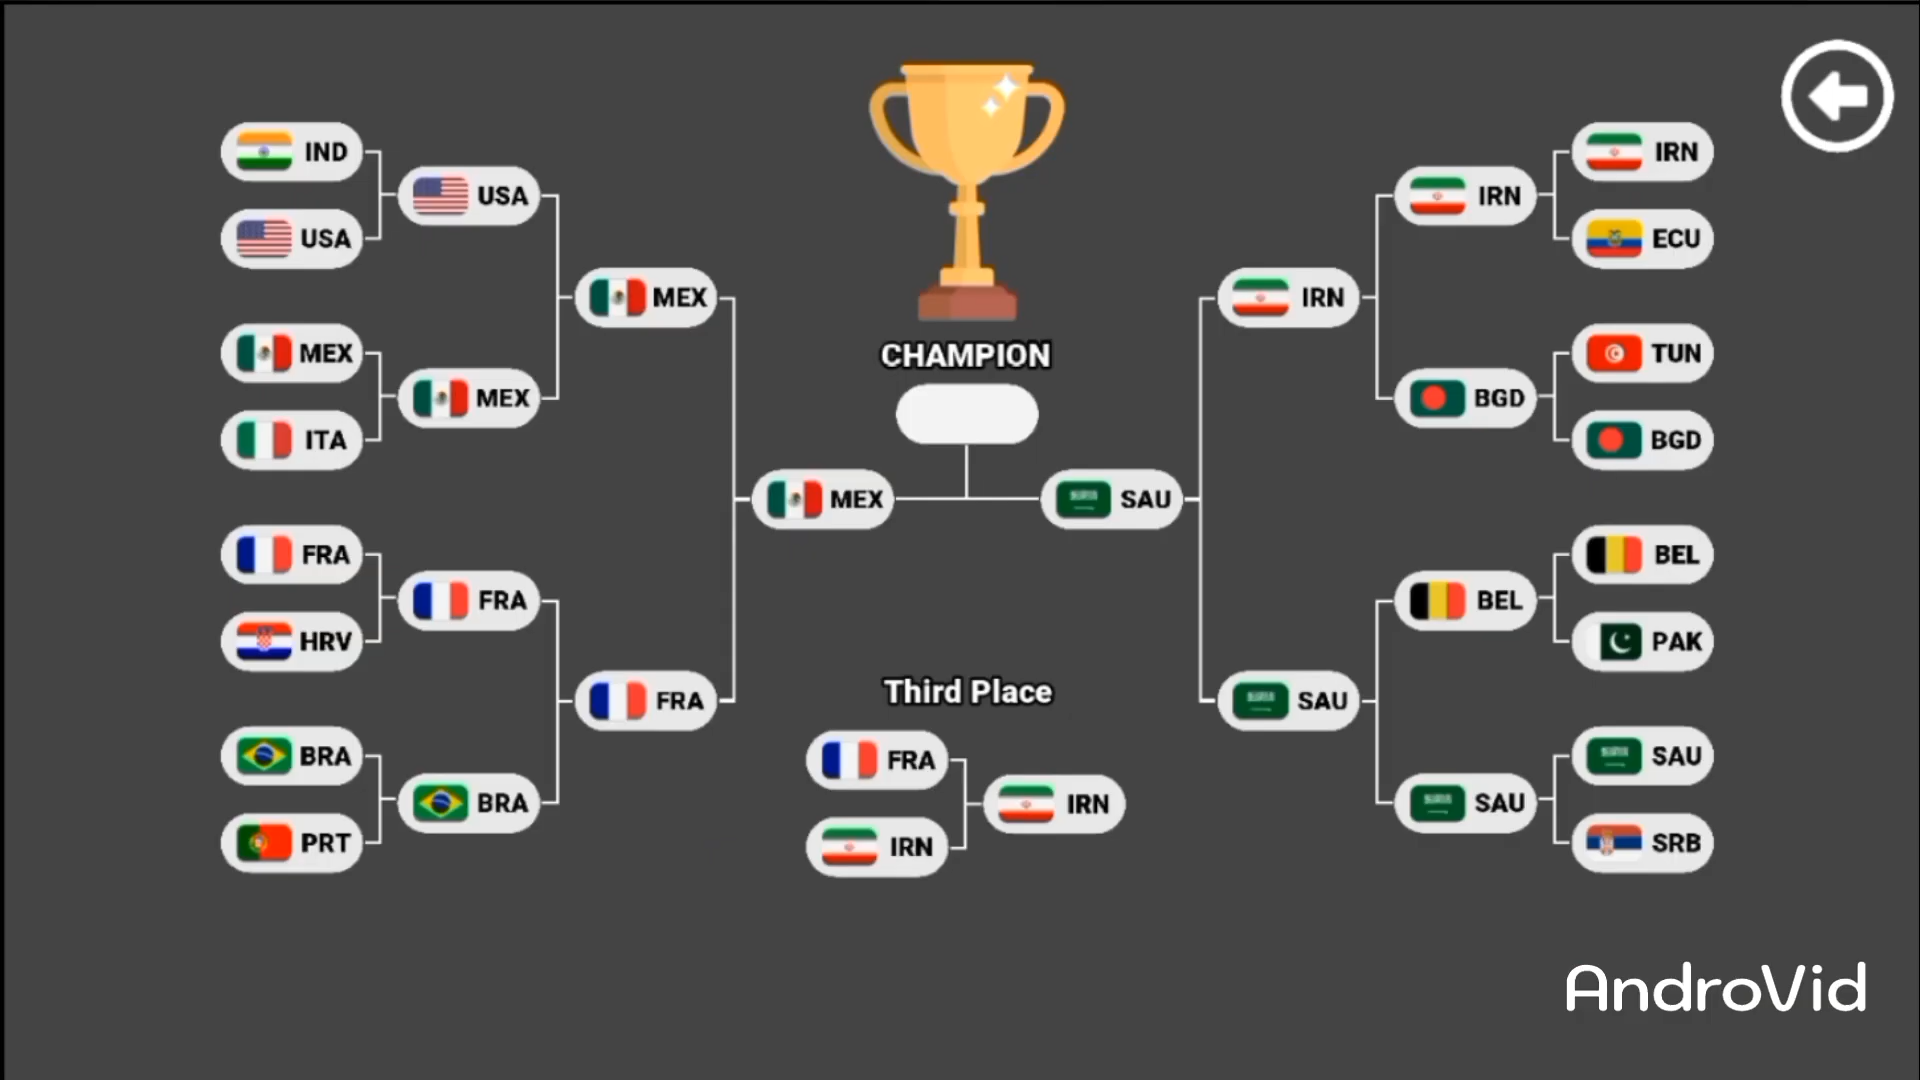 IND
USA
USA
MEX
MEX
ITA
MEX
FRA
HRV
FRA
BRA
PRT
BRA
FRA
MEX
CHAMPION
SAU
Third Place
FRA
IRN
IRN
IRN
ECU
IRN
IRN
TUN
BGD
BGD
BEL
PAK
BEL
SAU
SAU
SRB
SAU
AndroVid